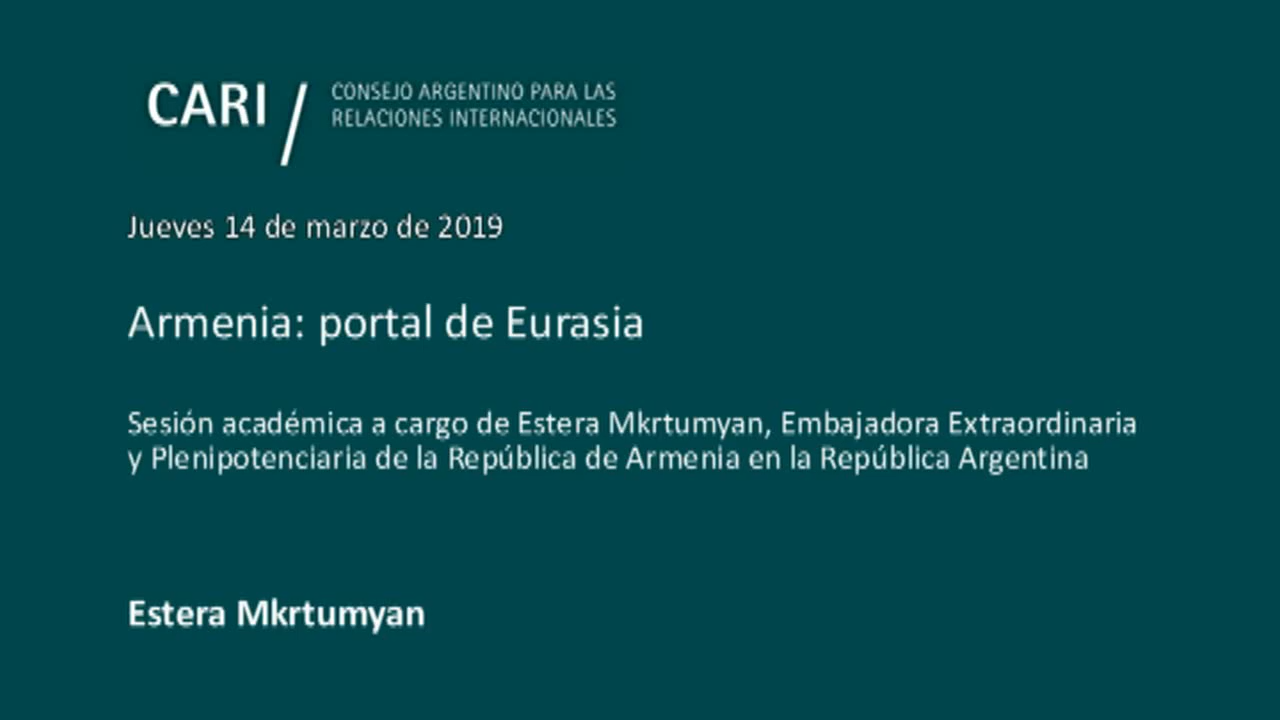 CARI / CONSEJO ARGENTINO PARA LAS
RELACIONES INTERNACIONALES
Jueves 14 de marzo de 2019
Armenia: portal de Eurasia
Sesión académica a cargo de Estera Mkrtumyan, Embajadora Extraordinaria
y Plenipotenciaria de la República de Armenia en la República Argentina
Estera Mkrtumyan